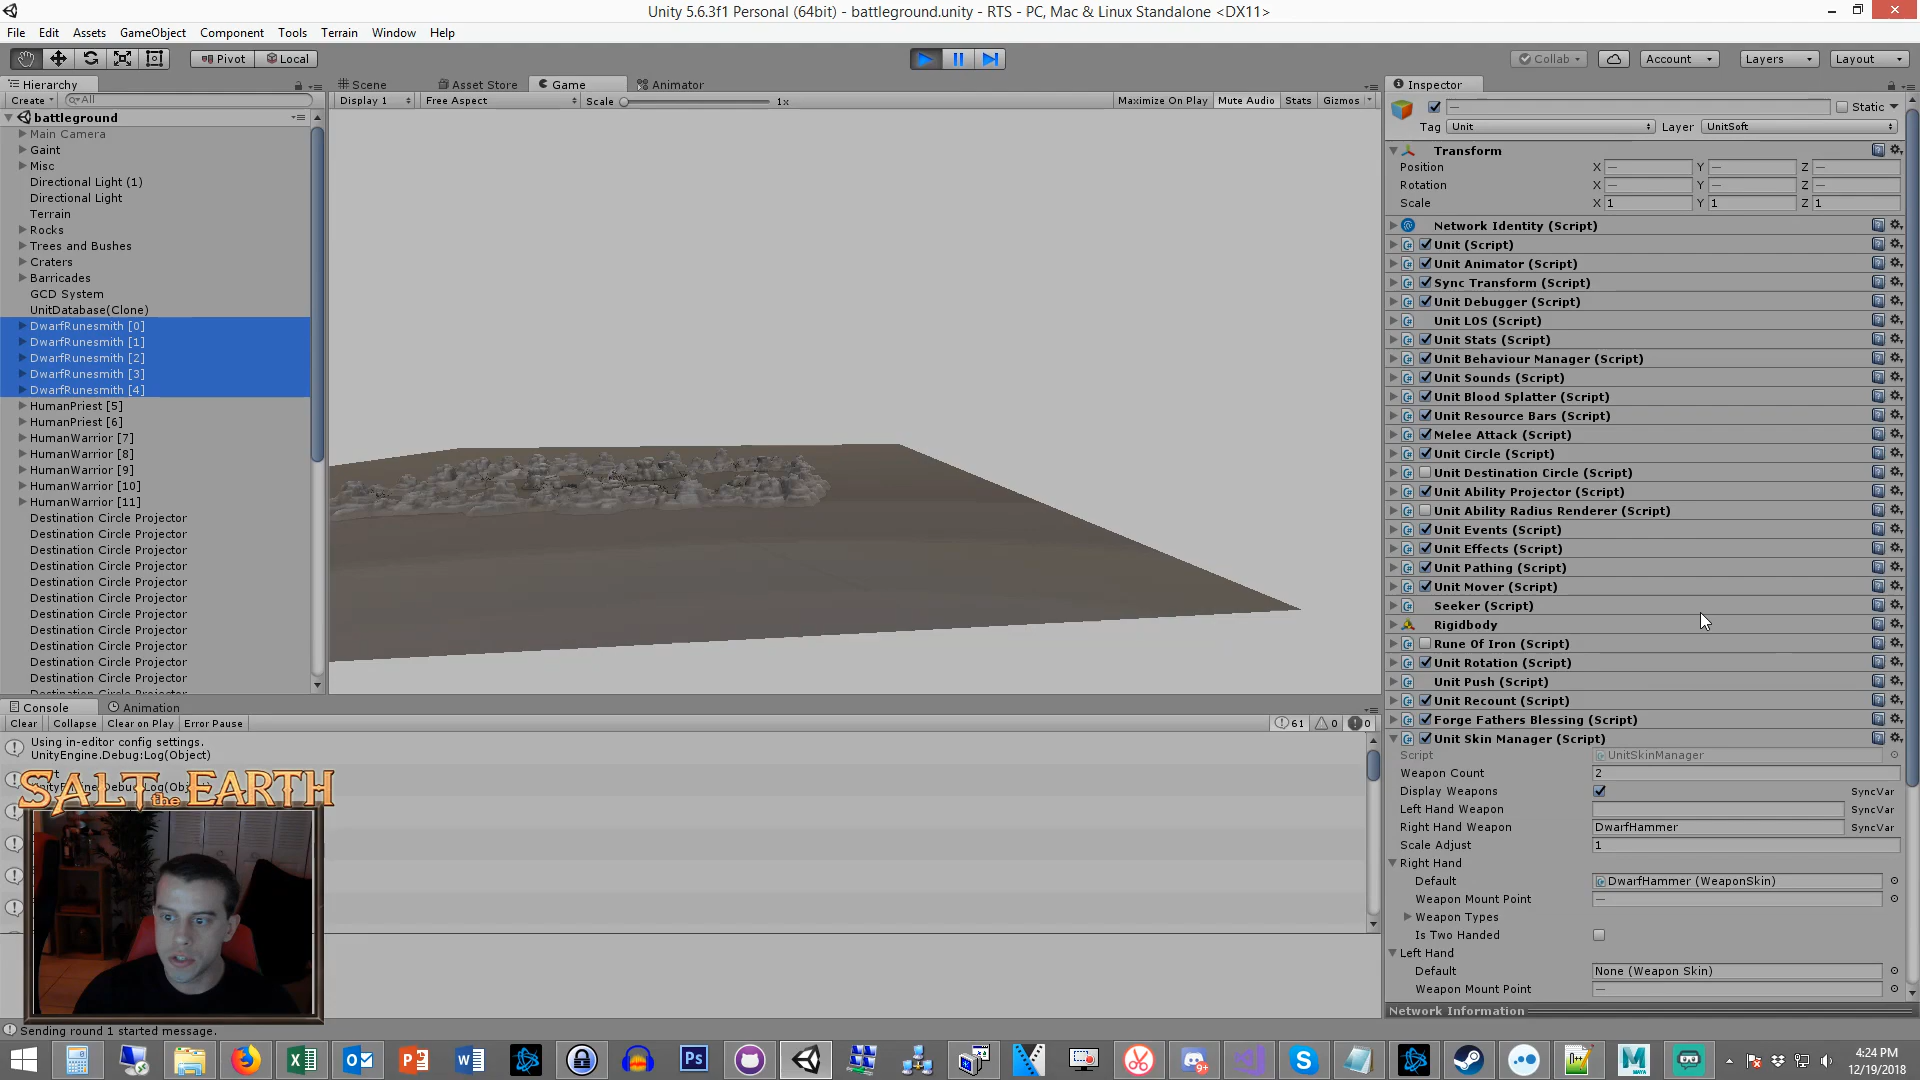 Unity 5.6.3f1 Personal (64bit) - battleground.unity - RTS - PC, Mac & Linux Standalone <DX11>
File Edit Assets GameObject Component Tools Terrain Window Help
Pivot Local Collab Account Layers Layout
Hierarchy
Create All
battleground
Main Camera
Gaint
Misc
Directional Light (1)
Directional Light
Terrain
Rocks
Trees and Bushes
Craters
Barricades
GCD System
UnitDatabase(Clone)
DwarfRunesmith [0]
DwarfRunesmith [1]
DwarfRunesmith [2]
DwarfRunesmith [3]
DwarfRunesmith [4]
HumanPriest [5]
HumanPriest [6]
HumanWarrior [7]
HumanWarrior [8]
HumanWarrior [9]
HumanWarrior [10]
HumanWarrior [11]
Destination Circle Projector
Destination Circle Projector
Destination Circle Projector
Destination Circle Projector
Destination Circle Projector
Destination Circle Projector
Destination Circle Projector
Destination Circle Projector
Destination Circle Projector
Destination Circle Projector
Destination Circle Projector
Destination Circle Projector
Scene Asset Store Game Animator
Display 1 Free Aspect Scale 1x Maximize On Play Mute Audio Stats Gizmos
Console Animation
Clear Collapse Clear on Play Error Pause 61 0 0
Using in-editor config settings.
UnityEngine.Debug:Log(Object)
SALT the EARTH
Sending round 1 started message.
Inspector
— Static
Tag Unit Layer UnitSoft
Transform
Position X — Y — Z —
Rotation X — Y — Z —
Scale X 1 Y 1 Z 1
Network Identity (Script)
Unit (Script)
Unit Animator (Script)
Sync Transform (Script)
Unit Debugger (Script)
Unit LOS (Script)
Unit Stats (Script)
Unit Behaviour Manager (Script)
Unit Sounds (Script)
Unit Blood Splatter (Script)
Unit Resource Bars (Script)
Melee Attack (Script)
Unit Circle (Script)
Unit Destination Circle (Script)
Unit Ability Projector (Script)
Unit Ability Radius Renderer (Script)
Unit Events (Script)
Unit Effects (Script)
Unit Pathing (Script)
Unit Mover (Script)
Seeker (Script)
Rigidbody
Rune Of Iron (Script)
Unit Rotation (Script)
Unit Push (Script)
Unit Recount (Script)
Forge Fathers Blessing (Script)
Unit Skin Manager (Script)
Script UnitSkinManager
Weapon Count 2
Display Weapons SyncVar
Left Hand Weapon SyncVar
Right Hand Weapon DwarfHammer SyncVar
Scale Adjust 1
Right Hand
Default DwarfHammer (WeaponSkin)
Weapon Mount Point —
Weapon Types
Is Two Handed
Left Hand
Default None (Weapon Skin)
Weapon Mount Point —
Network Information
4:24 PM
12/19/2018